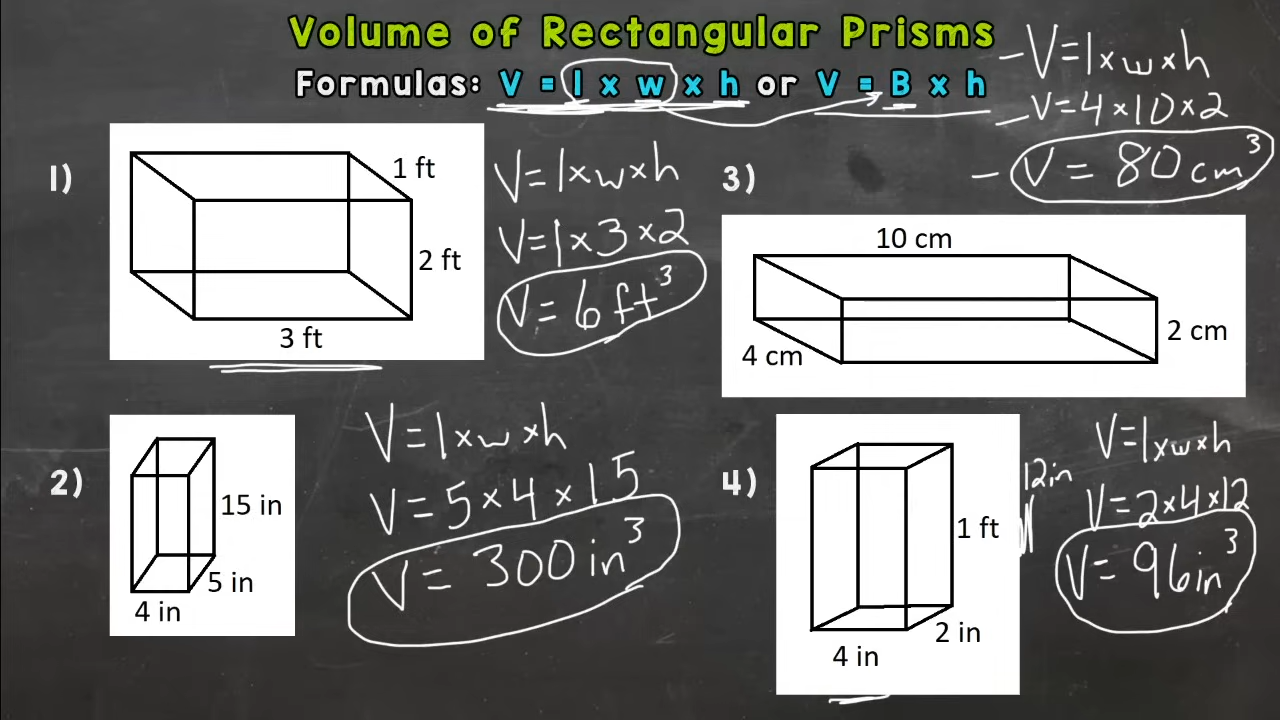 Volume of Rectangular Prisms
Formulas: V = l x w x h or V = B x h
1)
1 ft
2 ft
3 ft
V=l×w×h
V=1×3×2
V= 6 ft³
2)
15 in
5 in
4 in
V=l×w×h
V=5×4×15
V= 300 in³
3)
V=l×w×h
V=4×10×2
V= 80 cm³
10 cm
2 cm
4 cm
4)
12in
1 ft
2 in
4 in
V=l×w×h
V=2×4×12
V= 96in³